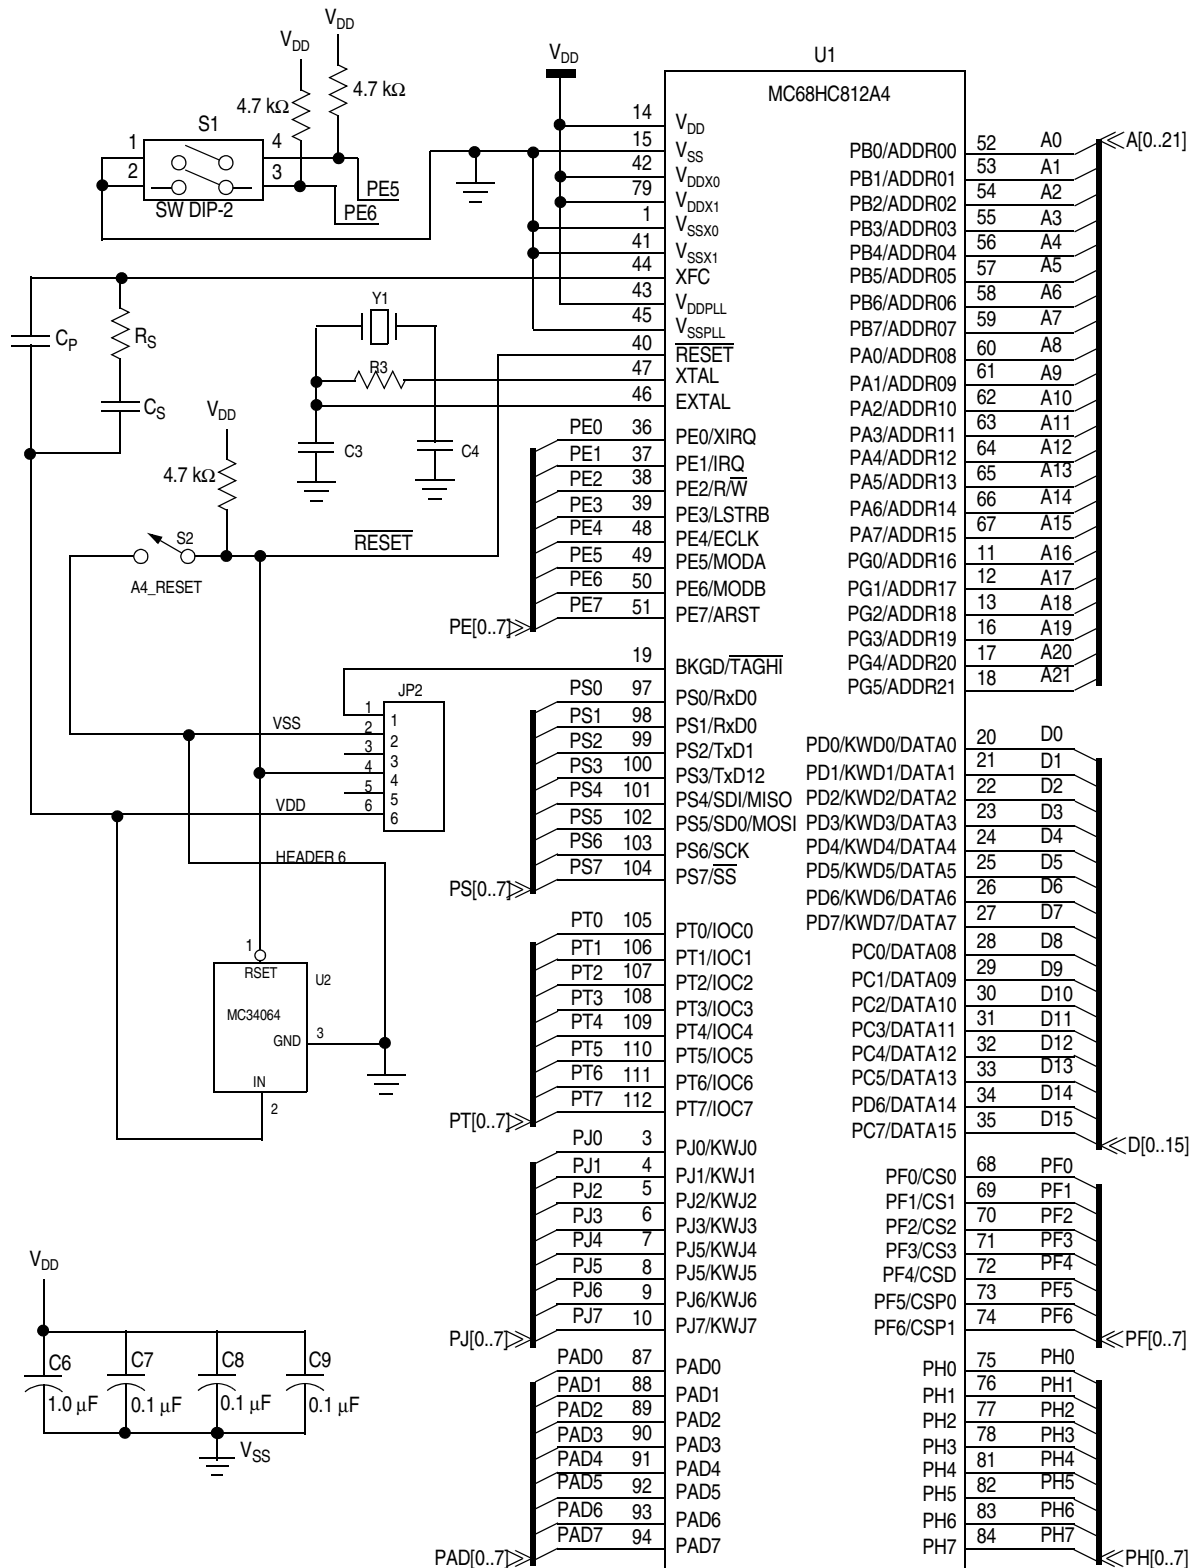 VDD
VDD
4.7 kΩ
4.7 kΩ
S1
1
4
2
3
SW DIP-2
PE5
PE6
CP
RS
CS
VDD
4.7 kΩ
S2
A4_RESET
RESET
Y1
R3
C3
C4
JP2
1 1
VSS 2 2
3 3
4 4
5 5
VDD 6 6
HEADER 6
1
RSET
U2
MC34064
GND 3
IN
2
VDD
C6
1.0 µF
C7
0.1 µF
C8
0.1 µF
C9
0.1 µF
VSS
VDD
U1
MC68HC812A4
14 VDD
15 VSS
42 VDDX0
79 VDDX1
1 VSSX0
41 VSSX1
44 XFC
43 VDDPLL
45 VSSPLL
40 RESET
47 XTAL
46 EXTAL
PE0 36 PE0/XIRQ
PE1 37 PE1/IRQ
PE2 38 PE2/R/W
PE3 39 PE3/LSTRB
PE4 48 PE4/ECLK
PE5 49 PE5/MODA
PE6 50 PE6/MODB
PE7 51 PE7/ARST
PE[0..7]
19 BKGD/TAGHI
PS0 97 PS0/RxD0
PS1 98 PS1/RxD0
PS2 99 PS2/TxD1
PS3 100 PS3/TxD12
PS4 101 PS4/SDI/MISO
PS5 102 PS5/SD0/MOSI
PS6 103 PS6/SCK
PS7 104 PS7/SS
PS[0..7]
PT0 105 PT0/IOC0
PT1 106 PT1/IOC1
PT2 107 PT2/IOC2
PT3 108 PT3/IOC3
PT4 109 PT4/IOC4
PT5 110 PT5/IOC5
PT6 111 PT6/IOC6
PT7 112 PT7/IOC7
PT[0..7]
PJ0 3 PJ0/KWJ0
PJ1 4 PJ1/KWJ1
PJ2 5 PJ2/KWJ2
PJ3 6 PJ3/KWJ3
PJ4 7 PJ5/KWJ4
PJ5 8 PJ5/KWJ5
PJ6 9 PJ6/KWJ6
PJ7 10 PJ7/KWJ7
PJ[0..7]
PAD0 87 PAD0
PAD1 88 PAD1
PAD2 89 PAD2
PAD3 90 PAD3
PAD4 91 PAD4
PAD5 92 PAD5
PAD6 93 PAD6
PAD7 94 PAD7
PAD[0..7]
PB0/ADDR00 52 A0
A[0..21]
PB1/ADDR01 53 A1
PB2/ADDR02 54 A2
PB3/ADDR03 55 A3
PB4/ADDR04 56 A4
PB5/ADDR05 57 A5
PB6/ADDR06 58 A6
PB7/ADDR07 59 A7
PA0/ADDR08 60 A8
PA1/ADDR09 61 A9
PA2/ADDR10 62 A10
PA3/ADDR11 63 A11
PA4/ADDR12 64 A12
PA5/ADDR13 65 A13
PA6/ADDR14 66 A14
PA7/ADDR15 67 A15
PG0/ADDR16 11 A16
PG1/ADDR17 12 A17
PG2/ADDR18 13 A18
PG3/ADDR19 16 A19
PG4/ADDR20 17 A20
PG5/ADDR21 18 A21
PD0/KWD0/DATA0 20 D0
PD1/KWD1/DATA1 21 D1
PD2/KWD2/DATA2 22 D2
PD3/KWD3/DATA3 23 D3
PD4/KWD4/DATA4 24 D4
PD5/KWD5/DATA5 25 D5
PD6/KWD6/DATA6 26 D6
PD7/KWD7/DATA7 27 D7
PC0/DATA08 28 D8
PC1/DATA09 29 D9
PC2/DATA10 30 D10
PC3/DATA11 31 D11
PC4/DATA12 32 D12
PC5/DATA13 33 D13
PD6/DATA14 34 D14
PC7/DATA15 35 D15
D[0..15]
PF0/CS0 68 PF0
PF1/CS1 69 PF1
PF2/CS2 70 PF2
PF3/CS3 71 PF3
PF4/CSD 72 PF4
PF5/CSP0 73 PF5
PF6/CSP1 74 PF6
PF[0..7]
PH0 75 PH0
PH1 76 PH1
PH2 77 PH2
PH3 78 PH3
PH4 81 PH4
PH5 82 PH5
PH6 83 PH6
PH7 84 PH7
PH[0..7]